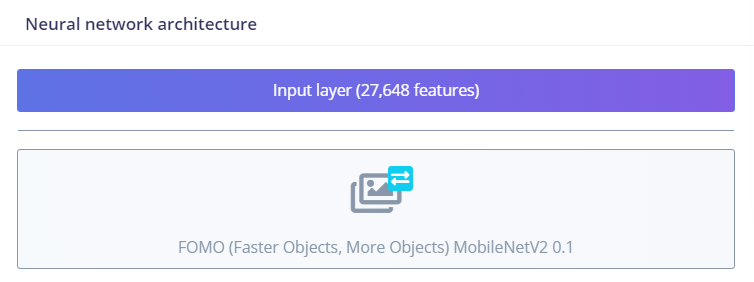 Neural network architecture
Input layer (27,648 features)
FOMO (Faster Objects, More Objects) MobileNetV2 0.1